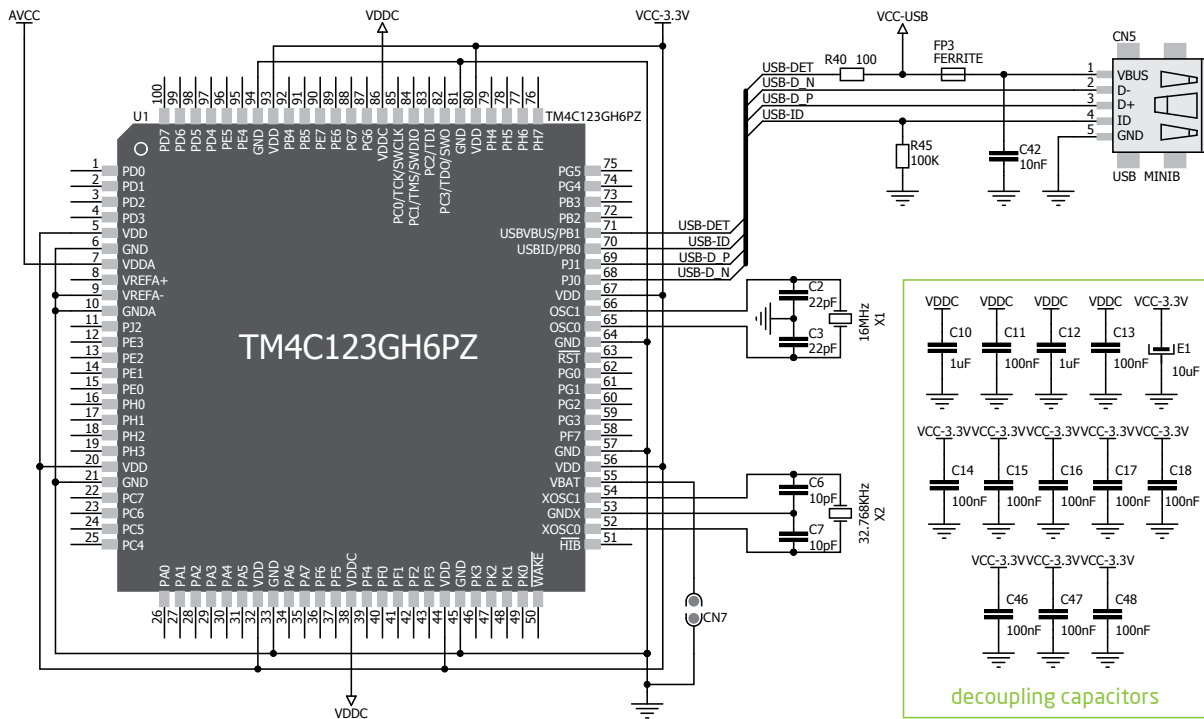 AVCC
VDDC
VCC-3.3V
VCC-USB
CN5
R40 100
FP3
FERRITE
USB-DET
USB-D_N
USB-D_P
USB-ID
1 VBUS
2 D-
3 D+
4 ID
5 GND
R45
100K
C42
10nF
USB MINIB
U1
TM4C123GH6PZ
100 PD7
99 PD6
98 PD5
97 PD4
96 PE5
95 PE4
94 GND
93 VDD
92 PB4
91 PB5
90 PE7
89 PE6
88 PG7
87 PG6
86 VDDC
85 PC0/TCK/SWCLK
84 PC1/TMS/SWDIO
83 PC2/TDI
82 PC3/TDO/SWO
81 GND
80 VDD
79 PH4
78 PH5
77 PH6
76 PH7
1 PD0
2 PD1
3 PD2
4 PD3
5 VDD
6 GND
7 VDDA
8 VREFA+
9 VREFA-
10 GNDA
11 PJ2
12 PE3
13 PE2
14 PE1
15 PE0
16 PH0
17 PH1
18 PH2
19 PH3
20 VDD
21 GND
22 PC7
23 PC6
24 PC5
25 PC4
TM4C123GH6PZ
PG5 75
PG4 74
PB3 73
PB2 72
USBVBUS/PB1 71 USB-DET
USBID/PB0 70 USB-ID
PJ1 69 USB-D_P
PJ0 68 USB-D_N
VDD 67
OSC1 66
OSC0 65
GND 64
RST 63
PG0 62
PG1 61
PG2 60
PG3 59
PF7 58
GND 57
VDD 56
VBAT 55
XOSC1 54
GNDX 53
XOSC0 52
HIB 51
26 PA0
27 PA1
28 PA2
29 PA3
30 PA4
31 PA5
32 VDD
33 GND
34 PA6
35 PA7
36 PF6
37 PF5
38 VDDC
39 PF4
40 PF0
41 PF1
42 PF2
43 PF3
44 VDD
45 GND
46 PK3
47 PK2
48 PK1
49 PK0
50 WAKE
VDDC
C2
22pF
C3
22pF
16MHz
X1
C6
10pF
C7
10pF
32.768KHz
X2
CN7
VDDC VDDC VDDC VDDC VCC-3.3V
C10 C11 C12 C13 E1
1uF 100nF 1uF 100nF 10uF
VCC-3.3V VCC-3.3V VCC-3.3V VCC-3.3V VCC-3.3V
C14 C15 C16 C17 C18
100nF 100nF 100nF 100nF 100nF
VCC-3.3V VCC-3.3V VCC-3.3V
C46 C47 C48
100nF 100nF 100nF
decoupling capacitors